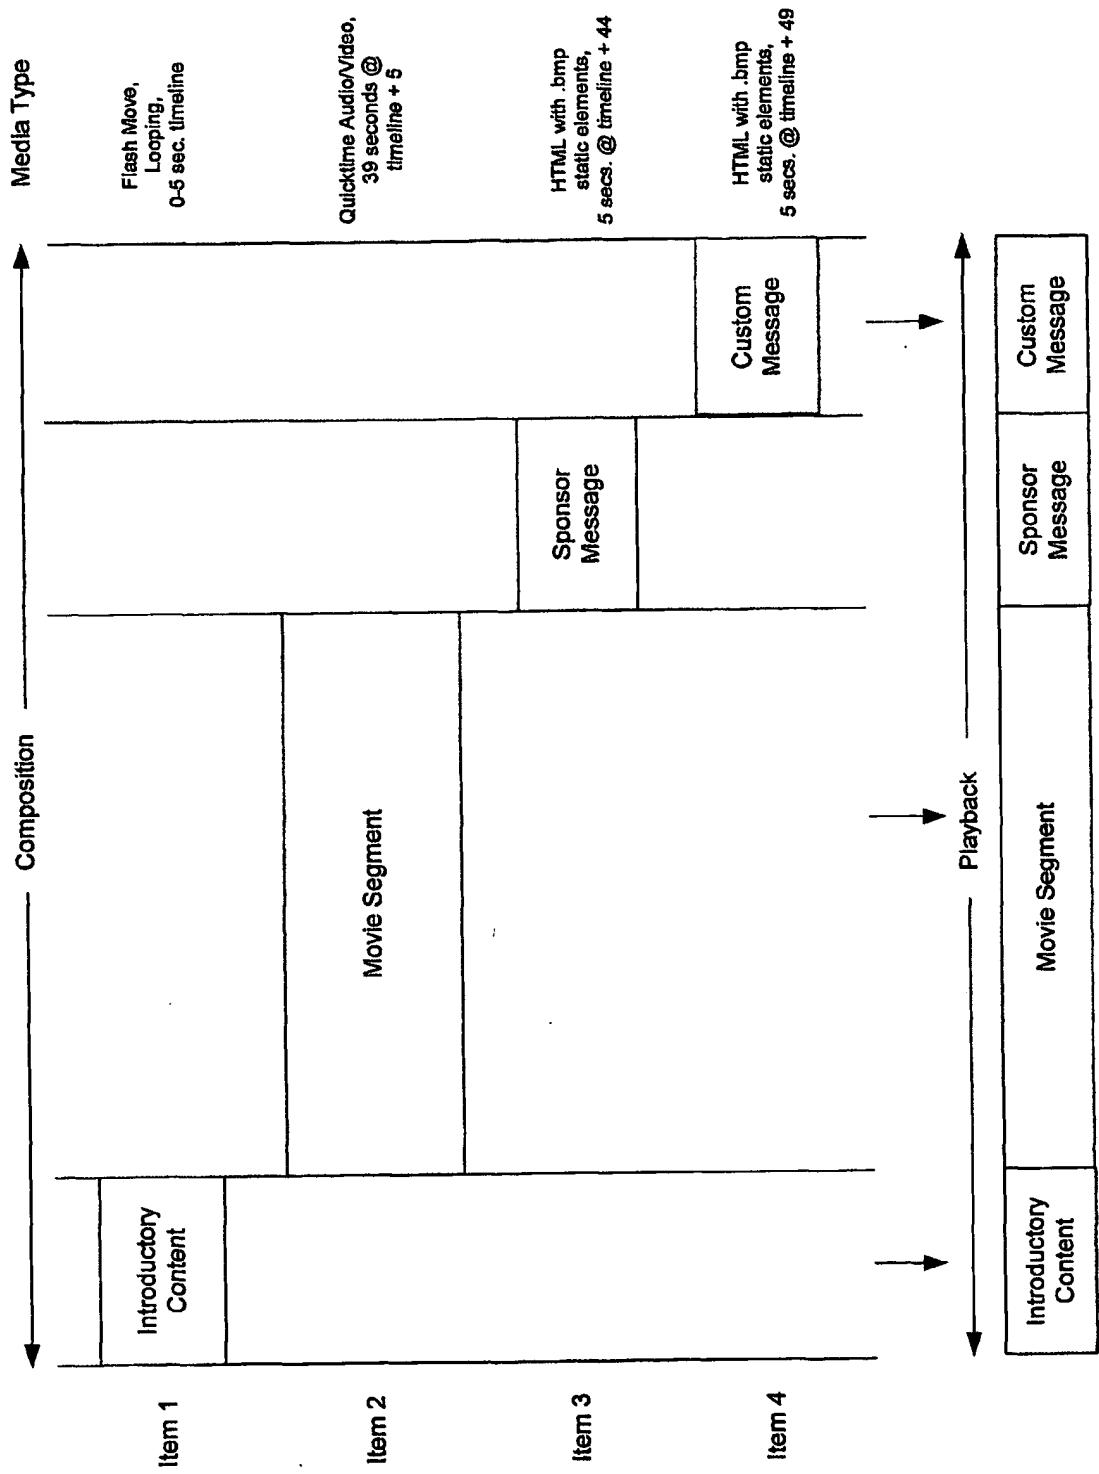 Composition
Media Type
Item 1
Introductory
Content
Flash Move,
Looping,
0-5 sec. timeline
Item 2
Movie Segment
Quicktime Audio/Video,
39 seconds @
timeline + 5
Item 3
Sponsor
Message
HTML with .bmp
static elements,
5 secs. @ timeline + 44
Item 4
Custom
Message
HTML with .bmp
static elements,
5 secs. @ timeline + 49
Playback
Introductory
Content
Movie Segment
Sponsor
Message
Custom
Message